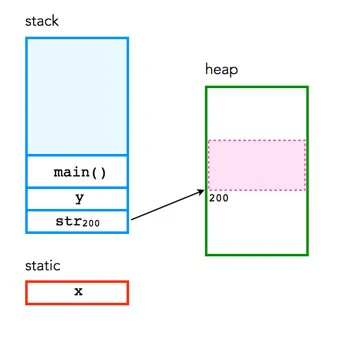 stack
heap
main()
y
200
str200
static
x